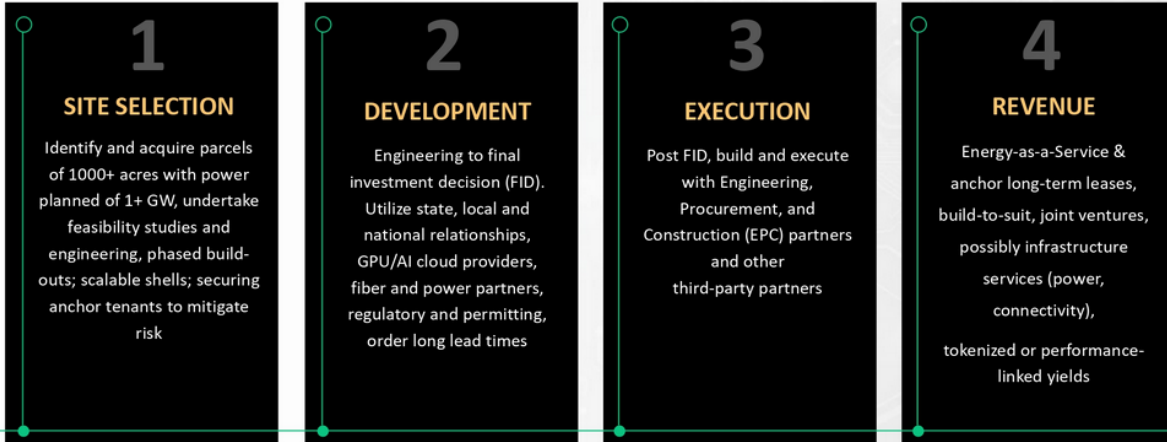 1
SITE SELECTION
Identify and acquire parcels
of 1000+ acres with power
planned of 1+ GW, undertake
feasibility studies and
engineering, phased build-
outs; scalable shells; securing
anchor tenants to mitigate
risk
2
DEVELOPMENT
Engineering to final
investment decision (FID).
Utilize state, local and
national relationships,
GPU/AI cloud providers,
fiber and power partners,
regulatory and permitting,
order long lead times
3
EXECUTION
Post FID, build and execute
with Engineering,
Procurement, and
Construction (EPC) partners
and other
third-party partners
4
REVENUE
Energy-as-a-Service &
anchor long-term leases,
build-to-suit, joint ventures,
possibly infrastructure
services (power,
connectivity),
tokenized or performance-
linked yields